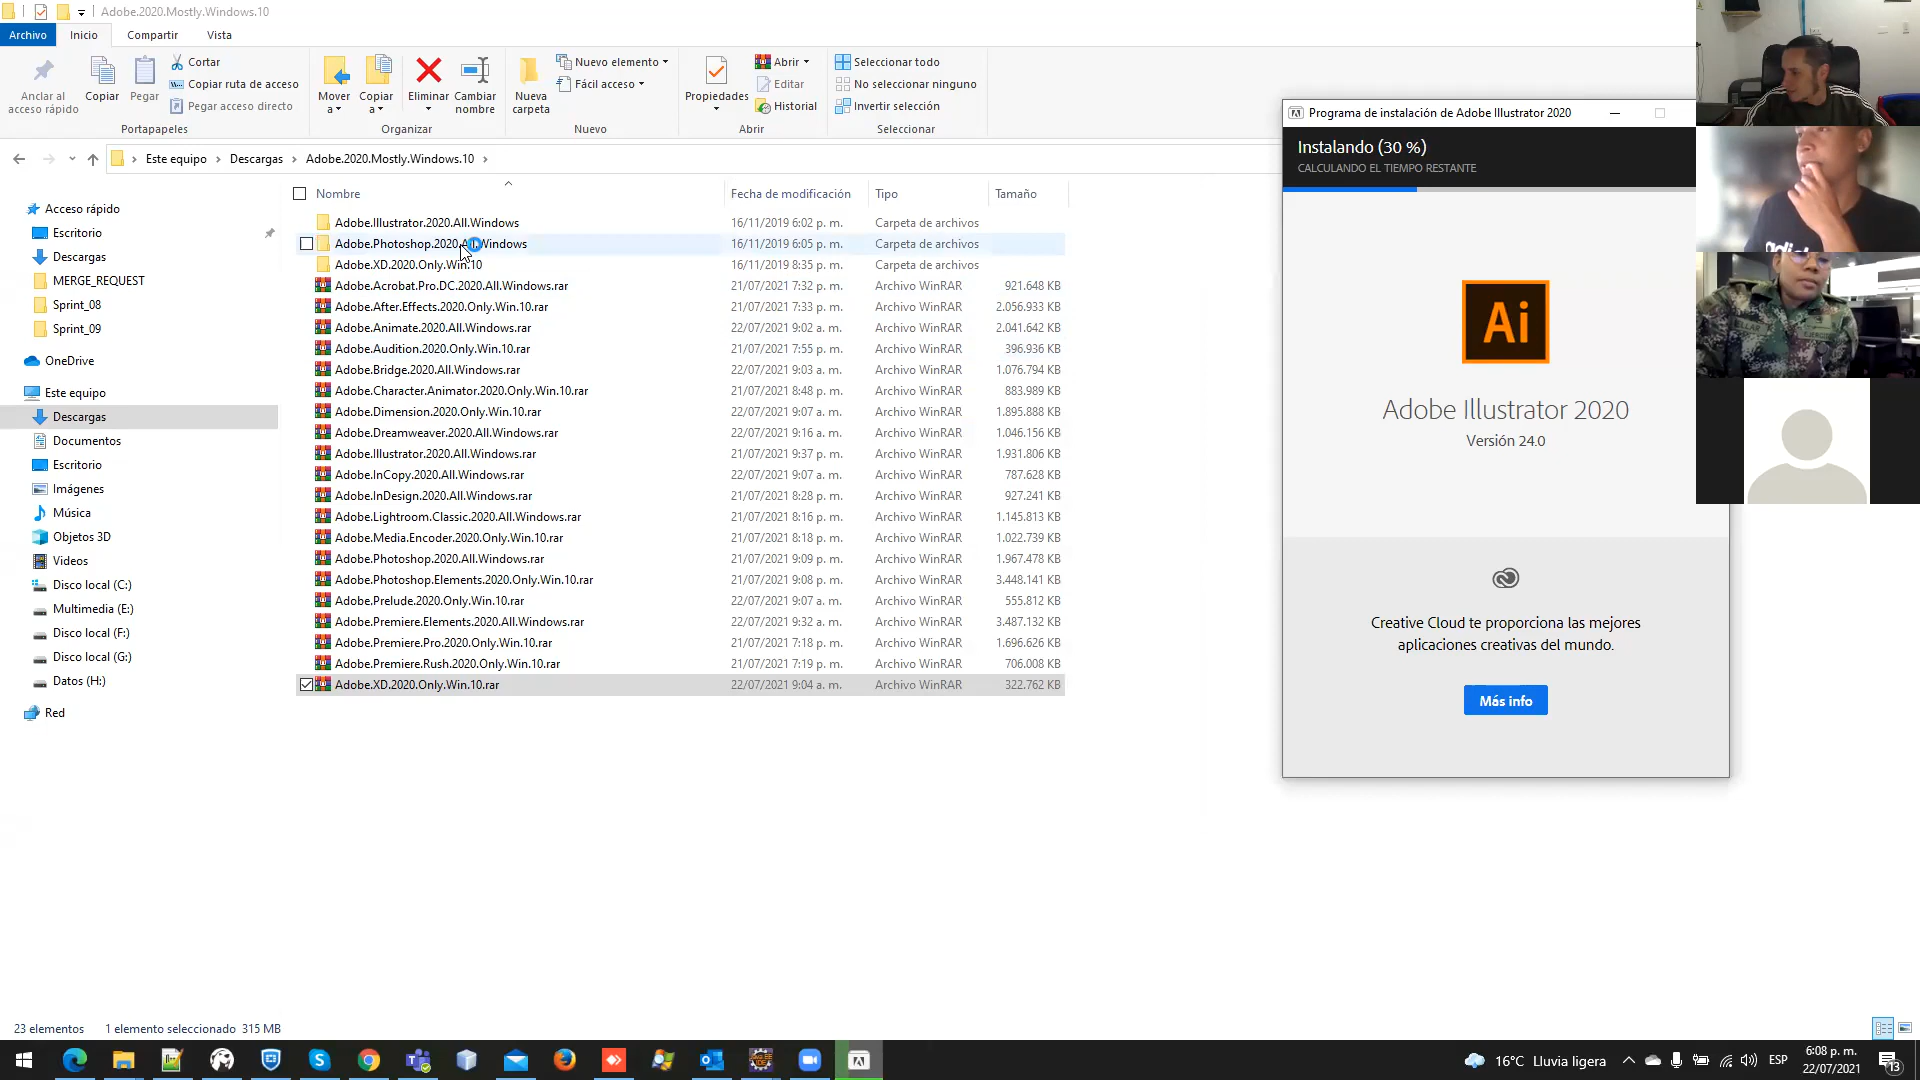 Adobe.2020.Mostly.Windows.10
Archivo Inicio Compartir Vista
Anclar al acceso rápido
Copiar
Pegar
Cortar
Copiar ruta de acceso
Pegar acceso directo
Portapapeles
Mover a
Copiar a
Eliminar
Cambiar nombre
Organizar
Nueva carpeta
Nuevo elemento
Fácil acceso
Nuevo
Propiedades
Abrir
Editar
Historial
Abrir
Seleccionar todo
No seleccionar ninguno
Invertir selección
Seleccionar
Este equipo Descargas Adobe.2020.Mostly.Windows.10
Acceso rápido
Escritorio
Descargas
MERGE_REQUEST
Sprint_08
Sprint_09
OneDrive
Este equipo
Descargas
Documentos
Escritorio
Imágenes
Música
Objetos 3D
Videos
Disco local (C:)
Multimedia (E:)
Disco local (F:)
Disco local (G:)
Datos (H:)
Red
Nombre Fecha de modificación Tipo Tamaño
Adobe.Illustrator.2020.All.Windows 16/11/2019 6:02 p. m. Carpeta de archivos
Adobe.Photoshop.2020.All.Windows 16/11/2019 6:05 p. m. Carpeta de archivos
Adobe.XD.2020.Only.Win.10 16/11/2019 8:35 p. m. Carpeta de archivos
Adobe.Acrobat.Pro.DC.2020.All.Windows.rar 21/07/2021 7:32 p. m. Archivo WinRAR 921.648 KB
Adobe.After.Effects.2020.Only.Win.10.rar 21/07/2021 7:33 p. m. Archivo WinRAR 2.056.933 KB
Adobe.Animate.2020.All.Windows.rar 22/07/2021 9:02 a. m. Archivo WinRAR 2.041.642 KB
Adobe.Audition.2020.Only.Win.10.rar 21/07/2021 7:55 p. m. Archivo WinRAR 396.936 KB
Adobe.Bridge.2020.All.Windows.rar 22/07/2021 9:03 a. m. Archivo WinRAR 1.076.794 KB
Adobe.Character.Animator.2020.Only.Win.10.rar 21/07/2021 8:48 p. m. Archivo WinRAR 883.989 KB
Adobe.Dimension.2020.Only.Win.10.rar 22/07/2021 9:07 a. m. Archivo WinRAR 1.895.888 KB
Adobe.Dreamweaver.2020.All.Windows.rar 22/07/2021 9:16 a. m. Archivo WinRAR 1.046.156 KB
Adobe.Illustrator.2020.All.Windows.rar 21/07/2021 9:37 p. m. Archivo WinRAR 1.931.806 KB
Adobe.InCopy.2020.All.Windows.rar 22/07/2021 9:07 a. m. Archivo WinRAR 787.628 KB
Adobe.InDesign.2020.All.Windows.rar 21/07/2021 8:28 p. m. Archivo WinRAR 927.241 KB
Adobe.Lightroom.Classic.2020.All.Windows.rar 21/07/2021 8:16 p. m. Archivo WinRAR 1.145.813 KB
Adobe.Media.Encoder.2020.Only.Win.10.rar 21/07/2021 8:18 p. m. Archivo WinRAR 1.022.739 KB
Adobe.Photoshop.2020.All.Windows.rar 21/07/2021 9:09 p. m. Archivo WinRAR 1.967.478 KB
Adobe.Photoshop.Elements.2020.Only.Win.10.rar 21/07/2021 9:08 p. m. Archivo WinRAR 3.448.141 KB
Adobe.Prelude.2020.Only.Win.10.rar 22/07/2021 9:07 a. m. Archivo WinRAR 555.812 KB
Adobe.Premiere.Elements.2020.All.Windows.rar 22/07/2021 9:32 a. m. Archivo WinRAR 3.487.132 KB
Adobe.Premiere.Pro.2020.Only.Win.10.rar 21/07/2021 7:18 p. m. Archivo WinRAR 1.696.626 KB
Adobe.Premiere.Rush.2020.Only.Win.10.rar 21/07/2021 7:19 p. m. Archivo WinRAR 706.008 KB
Adobe.XD.2020.Only.Win.10.rar 22/07/2021 9:04 a. m. Archivo WinRAR 322.762 KB
Programa de instalación de Adobe Illustrator 2020
Instalando (30 %)
CALCULANDO EL TIEMPO RESTANTE
Ai
Adobe Illustrator 2020
Versión 24.0
Creative Cloud te proporciona las mejores
aplicaciones creativas del mundo.
Más info
23 elementos 1 elemento seleccionado 315 MB
16°C Lluvia ligera
ESP
6:08 p. m.
22/07/2021
13